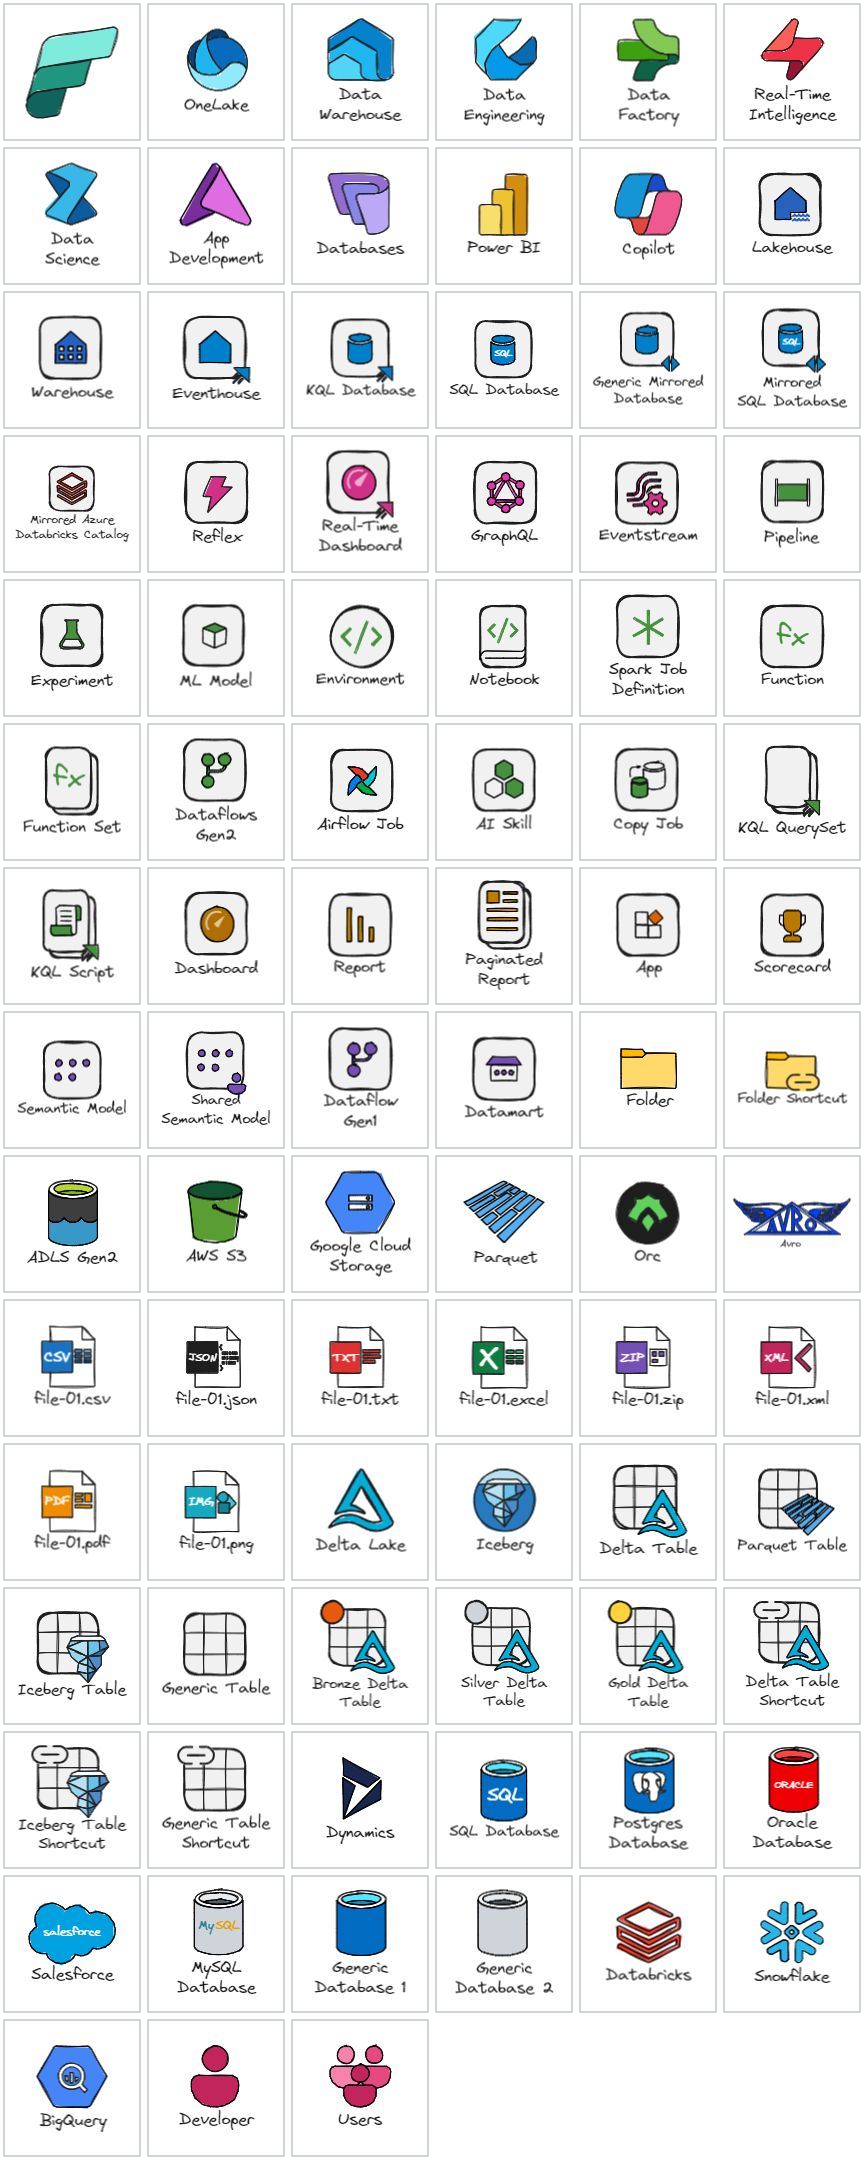 OneLake
Data
Warehouse
Data
Engineering
Data
Factory
Real-Time
Intelligence
Data
Science
App
Development
Databases
Power BI
Copilot
Lakehouse
Warehouse
Eventhouse
KQL Database
SQL
SQL Database
Generic Mirrored
Database
SQL
Mirrored
SQL Database
Mirrored Azure
Databricks Catalog
Reflex
Real-Time
Dashboard
GraphQL
Eventstream
Pipeline
Experiment
ML Model
</>
Environment
</>
Notebook
Spark Job
Definition
fx
Function
fx
Function Set
Dataflows
Gen2
Airflow Job
AI Skill
Copy Job
KQL QuerySet
KQL Script
Dashboard
Report
Paginated
Report
App
Scorecard
Semantic Model
Shared
Semantic Model
Dataflow
Gen1
Datamart
Folder
Folder Shortcut
ADLS Gen2
AWS S3
Google Cloud
Storage
Parquet
Orc
AVRO
Avro
CSV
file-01.csv
JSON
file-01.json
TXT
file-01.txt
X
file-01.excel
ZIP
file-01.zip
XML
file-01.xml
PDF
file-01.pdf
IMG
file-01.png
Delta Lake
Iceberg
Delta Table
Parquet Table
Iceberg Table
Generic Table
Bronze Delta
Table
Silver Delta
Table
Gold Delta
Table
Delta Table
Shortcut
Iceberg Table
Shortcut
Generic Table
Shortcut
Dynamics
SQL
SQL Database
Postgres
Database
ORACLE
Oracle
Database
salesforce
Salesforce
MySQL
MySQL
Database
Generic
Database 1
Generic
Database 2
Databricks
Snowflake
BigQuery
Developer
Users